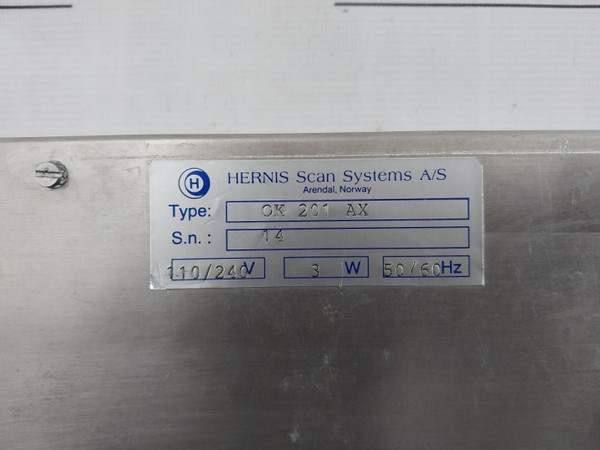 H
HERNIS Scan Systems A/S
Arendal, Norway
Type: OK 201 AX
S.n.: 14
110/240V 3 W 50/60Hz